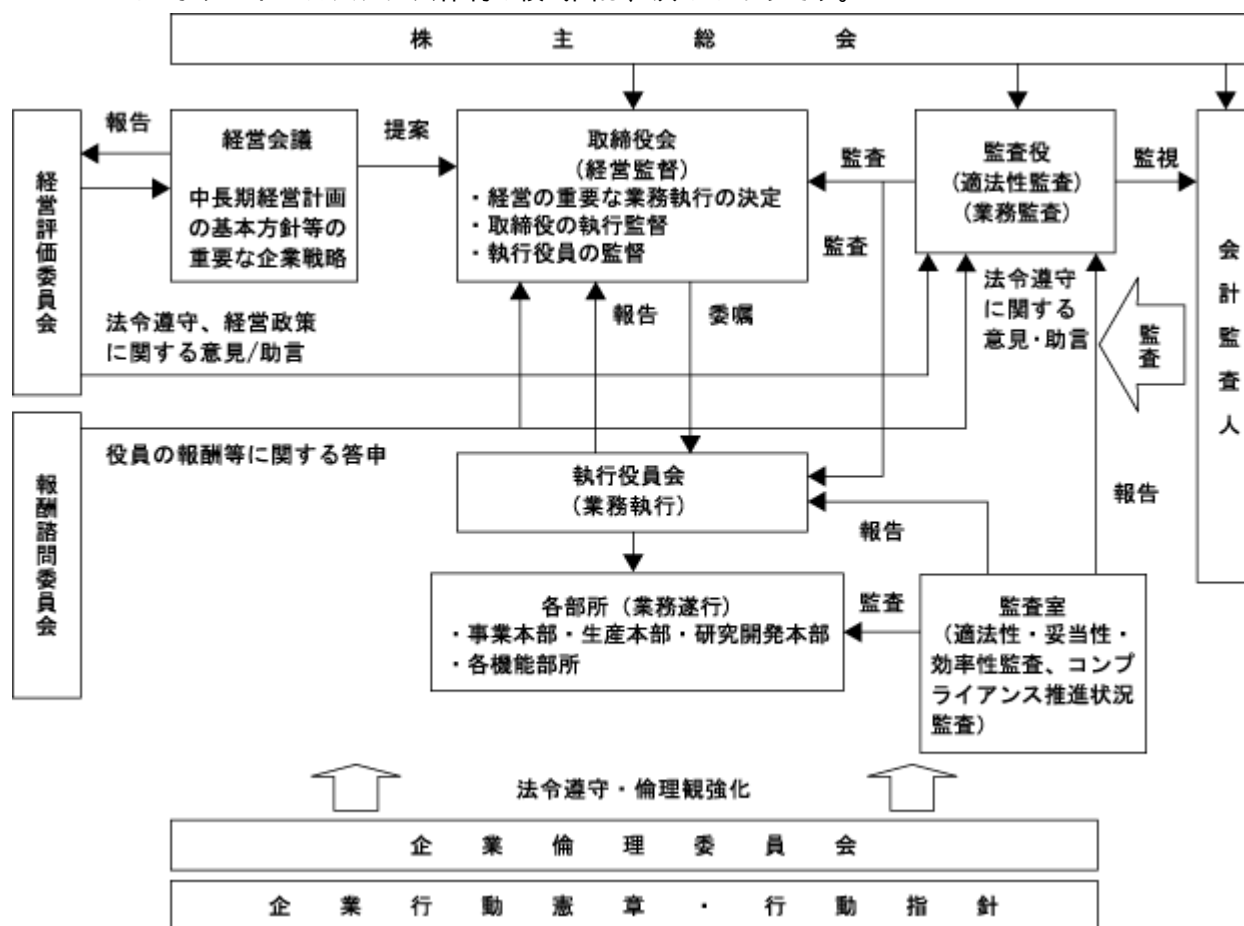 株主総会
報告
経営会議
中長期経営計画
の基本方針等の
重要な企業戦略
提案
取締役会
(経営監督)
・経営の重要な業務執行の決定
・取締役の執行監督
・執行役員の監督
監査
監査
監査役
(適法性監査)
(業務監査)
監視
会計監査人
経営評価委員会
法令遵守、経営政策
に関する意見/助言
報告
委嘱
法令遵守
に関する
意見・助言
監査
報酬諮問委員会
役員の報酬等に関する答申
執行役員会
(業務執行)
報告
報告
各部所(業務遂行)
・事業本部・生産本部・研究開発本部
・各機能部所
監査
監査室
(適法性・妥当性・
効率性監査、コンプ
ライアンス推進状況
監査)
法令遵守・倫理観強化
企業倫理委員会
企業行動憲章・行動指針